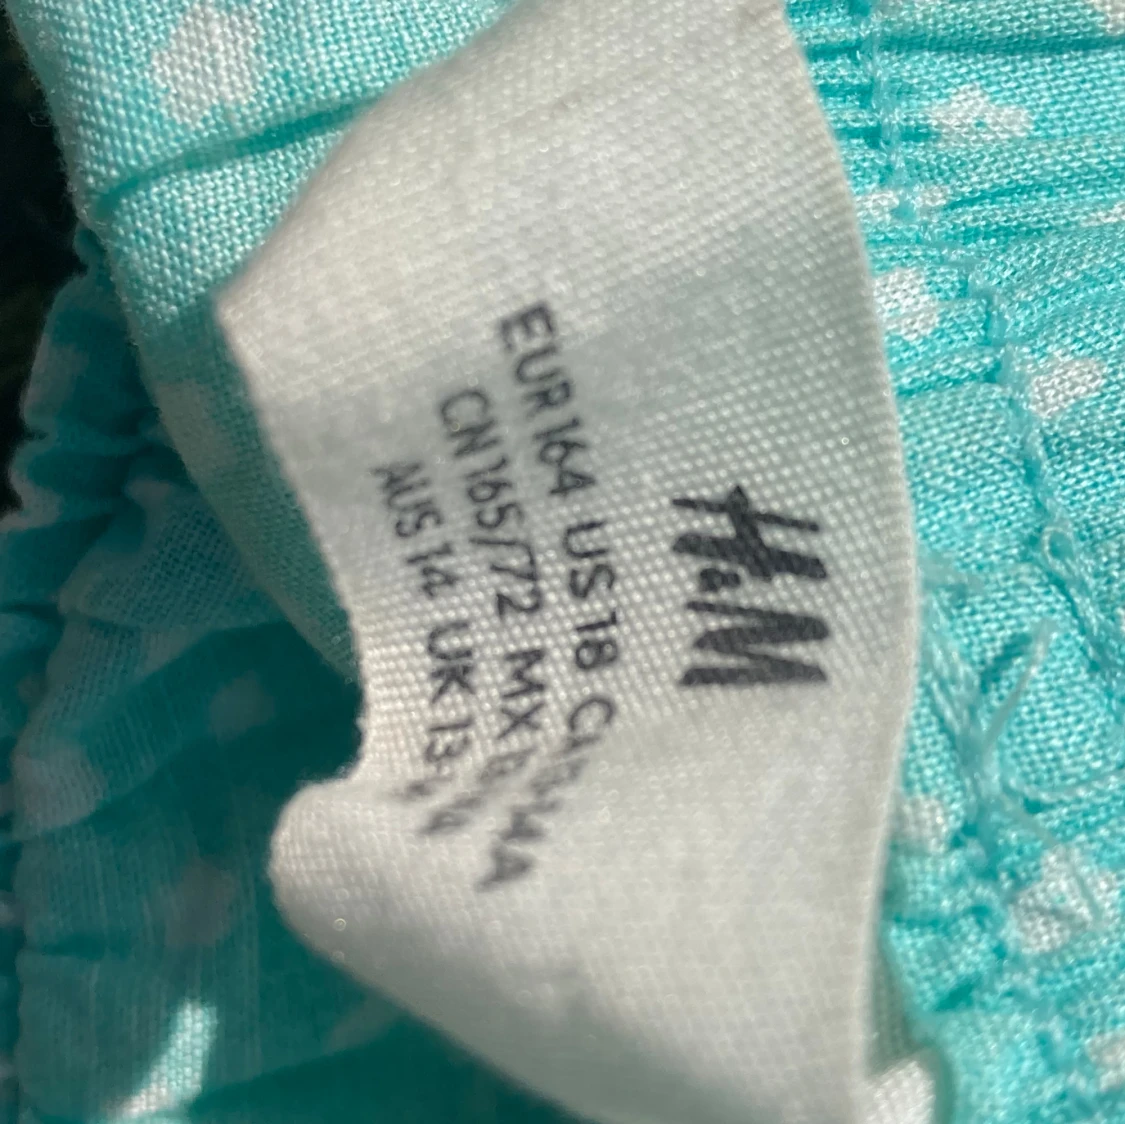 H&M
EUR 164 US 18
CN 165/72 MX
AUS 14 UK 13